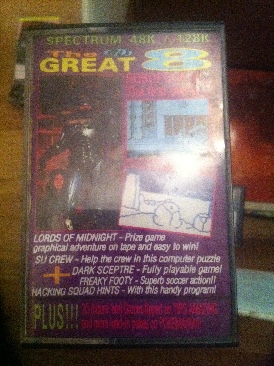 SPECTRUM 48K / 128K
The
GREAT 8
LORDS OF MIDNIGHT - Prize game
graphical adventure on tape and easy to win!
SU CREW - Help the crew in this computer puzzle
+ DARK SCEPTRE - Fully playable game!
FREAKY FOOTY - Superb soccer action!!
HACKING SQUAD HINTS - With this handy program!
PLUS!!!